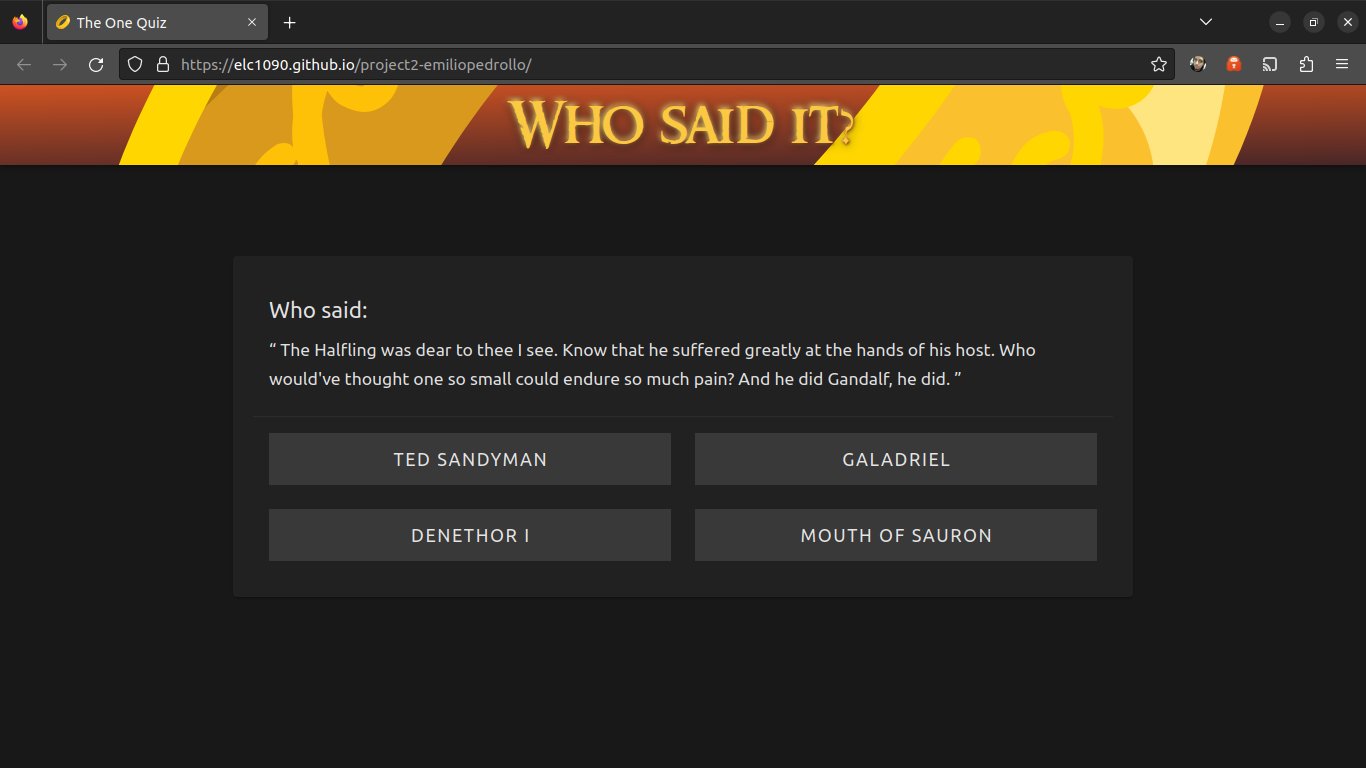 The One Quiz
https://elc1090.github.io/project2-emiliopedrollo/
Who said it?
Who said:
“ The Halfling was dear to thee I see. Know that he suffered greatly at the hands of his host. Who
would've thought one so small could endure so much pain? And he did Gandalf, he did. ”
TED SANDYMAN
GALADRIEL
DENETHOR I
MOUTH OF SAURON